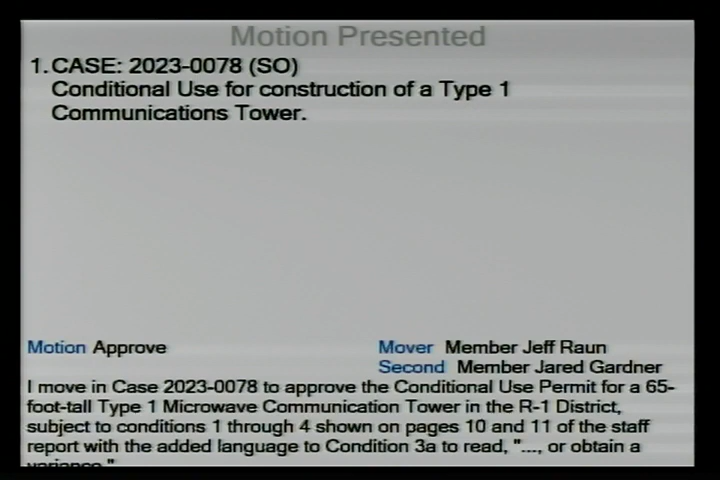 Motion Presented
1. CASE: 2023-0078 (SO)
Conditional Use for construction of a Type 1
Communications Tower.
Motion Approve
Mover Member Jeff Raun
Second Member Jared Gardner
I move in Case 2023-0078 to approve the Conditional Use Permit for a 65-
foot-tall Type 1 Microwave Communication Tower in the R-1 District,
subject to conditions 1 through 4 shown on pages 10 and 11 of the staff
report with the added language to Condition 3a to read, "..., or obtain a
variance."